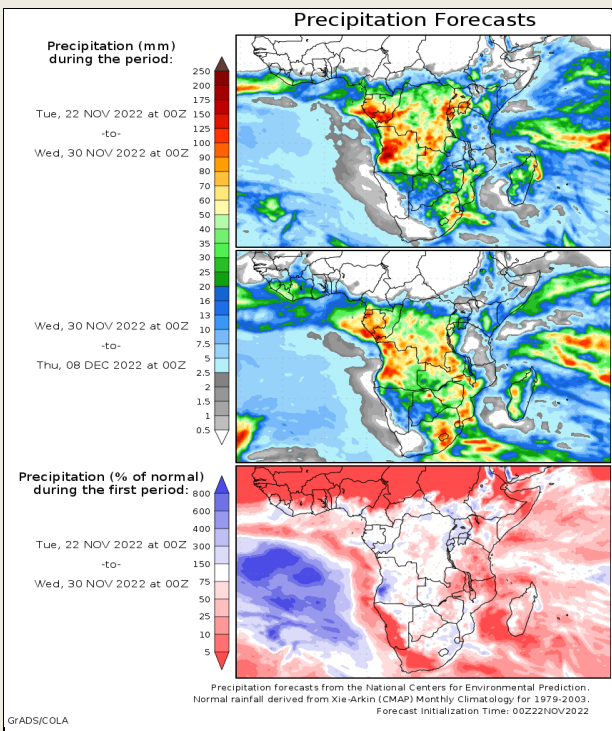 Precipitation Forecasts
Precipitation (mm)
during the period:
250
200
175
150
125
100
90
80
70
60
50
40
35
30
25
20
16
13
10
7.5
5
2.5
2
1.5
1
0.5
Tue, 22 NOV 2022 at 00Z
-to-
Wed, 30 NOV 2022 at 00Z
Wed, 30 NOV 2022 at 00Z
-to-
Thu, 08 DEC 2022 at 00Z
Precipitation (% of normal)
during the first period:
800
600
400
300
150
75
50
25
10
5
Tue, 22 NOV 2022 at 00Z
-to-
Wed, 30 NOV 2022 at 00Z
Precipitation forecasts from the National Centers for Environmental Prediction.
Normal rainfall derived from Xie-Arkin (CMAP) Monthly Climatology for 1979-2003.
Forecast Initialization Time: 00Z22NOV2022
GrADS/COLA